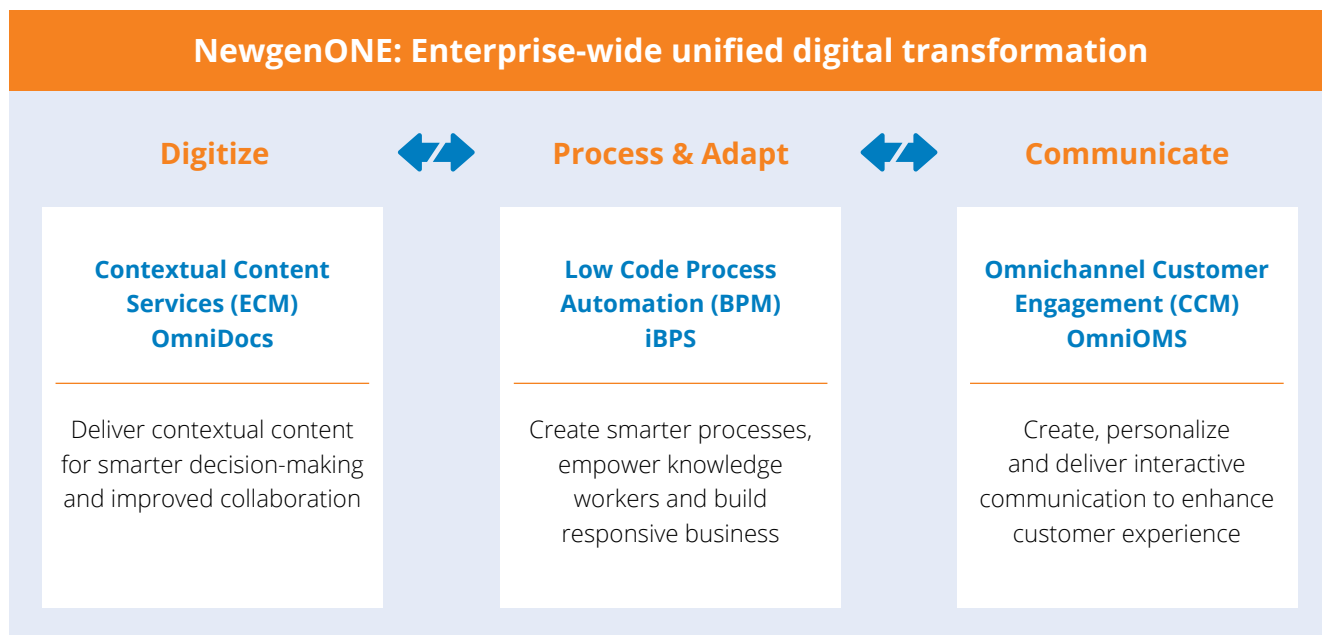 NewgenONE: Enterprise-wide unified digital transformation
Digitize
Process & Adapt
Communicate
Contextual Content
Services (ECM)
OmniDocs
Deliver contextual content
for smarter decision-making
and improved collaboration
Low Code Process
Automation (BPM)
iBPS
Create smarter processes,
empower knowledge
workers and build
responsive business
Omnichannel Customer
Engagement (CCM)
OmniOMS
Create, personalize
and deliver interactive
communication to enhance
customer experience